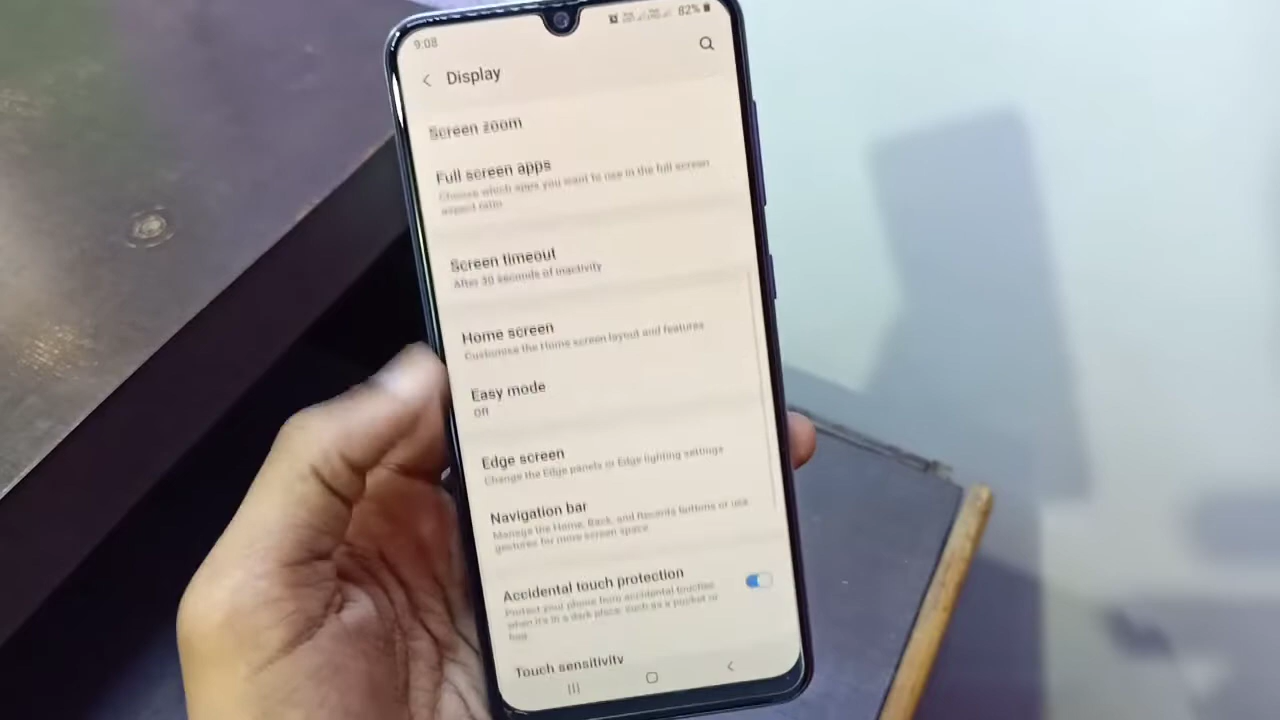 9:08
82%
Display
Screen zoom
Full screen apps
Choose which apps you want to use in the full screen
aspect ratio
Screen timeout
After 30 seconds of inactivity
Home screen
Customise the Home screen layout and features
Easy mode
Off
Edge screen
Change the Edge panels or Edge lighting settings
Navigation bar
Manage the Home, Back, and Recents buttons or use
gestures for more screen space
Accidental touch protection
Protect your phone from accidental touches
when it's in a dark place, such as a pocket or
bag
Touch sensitivity